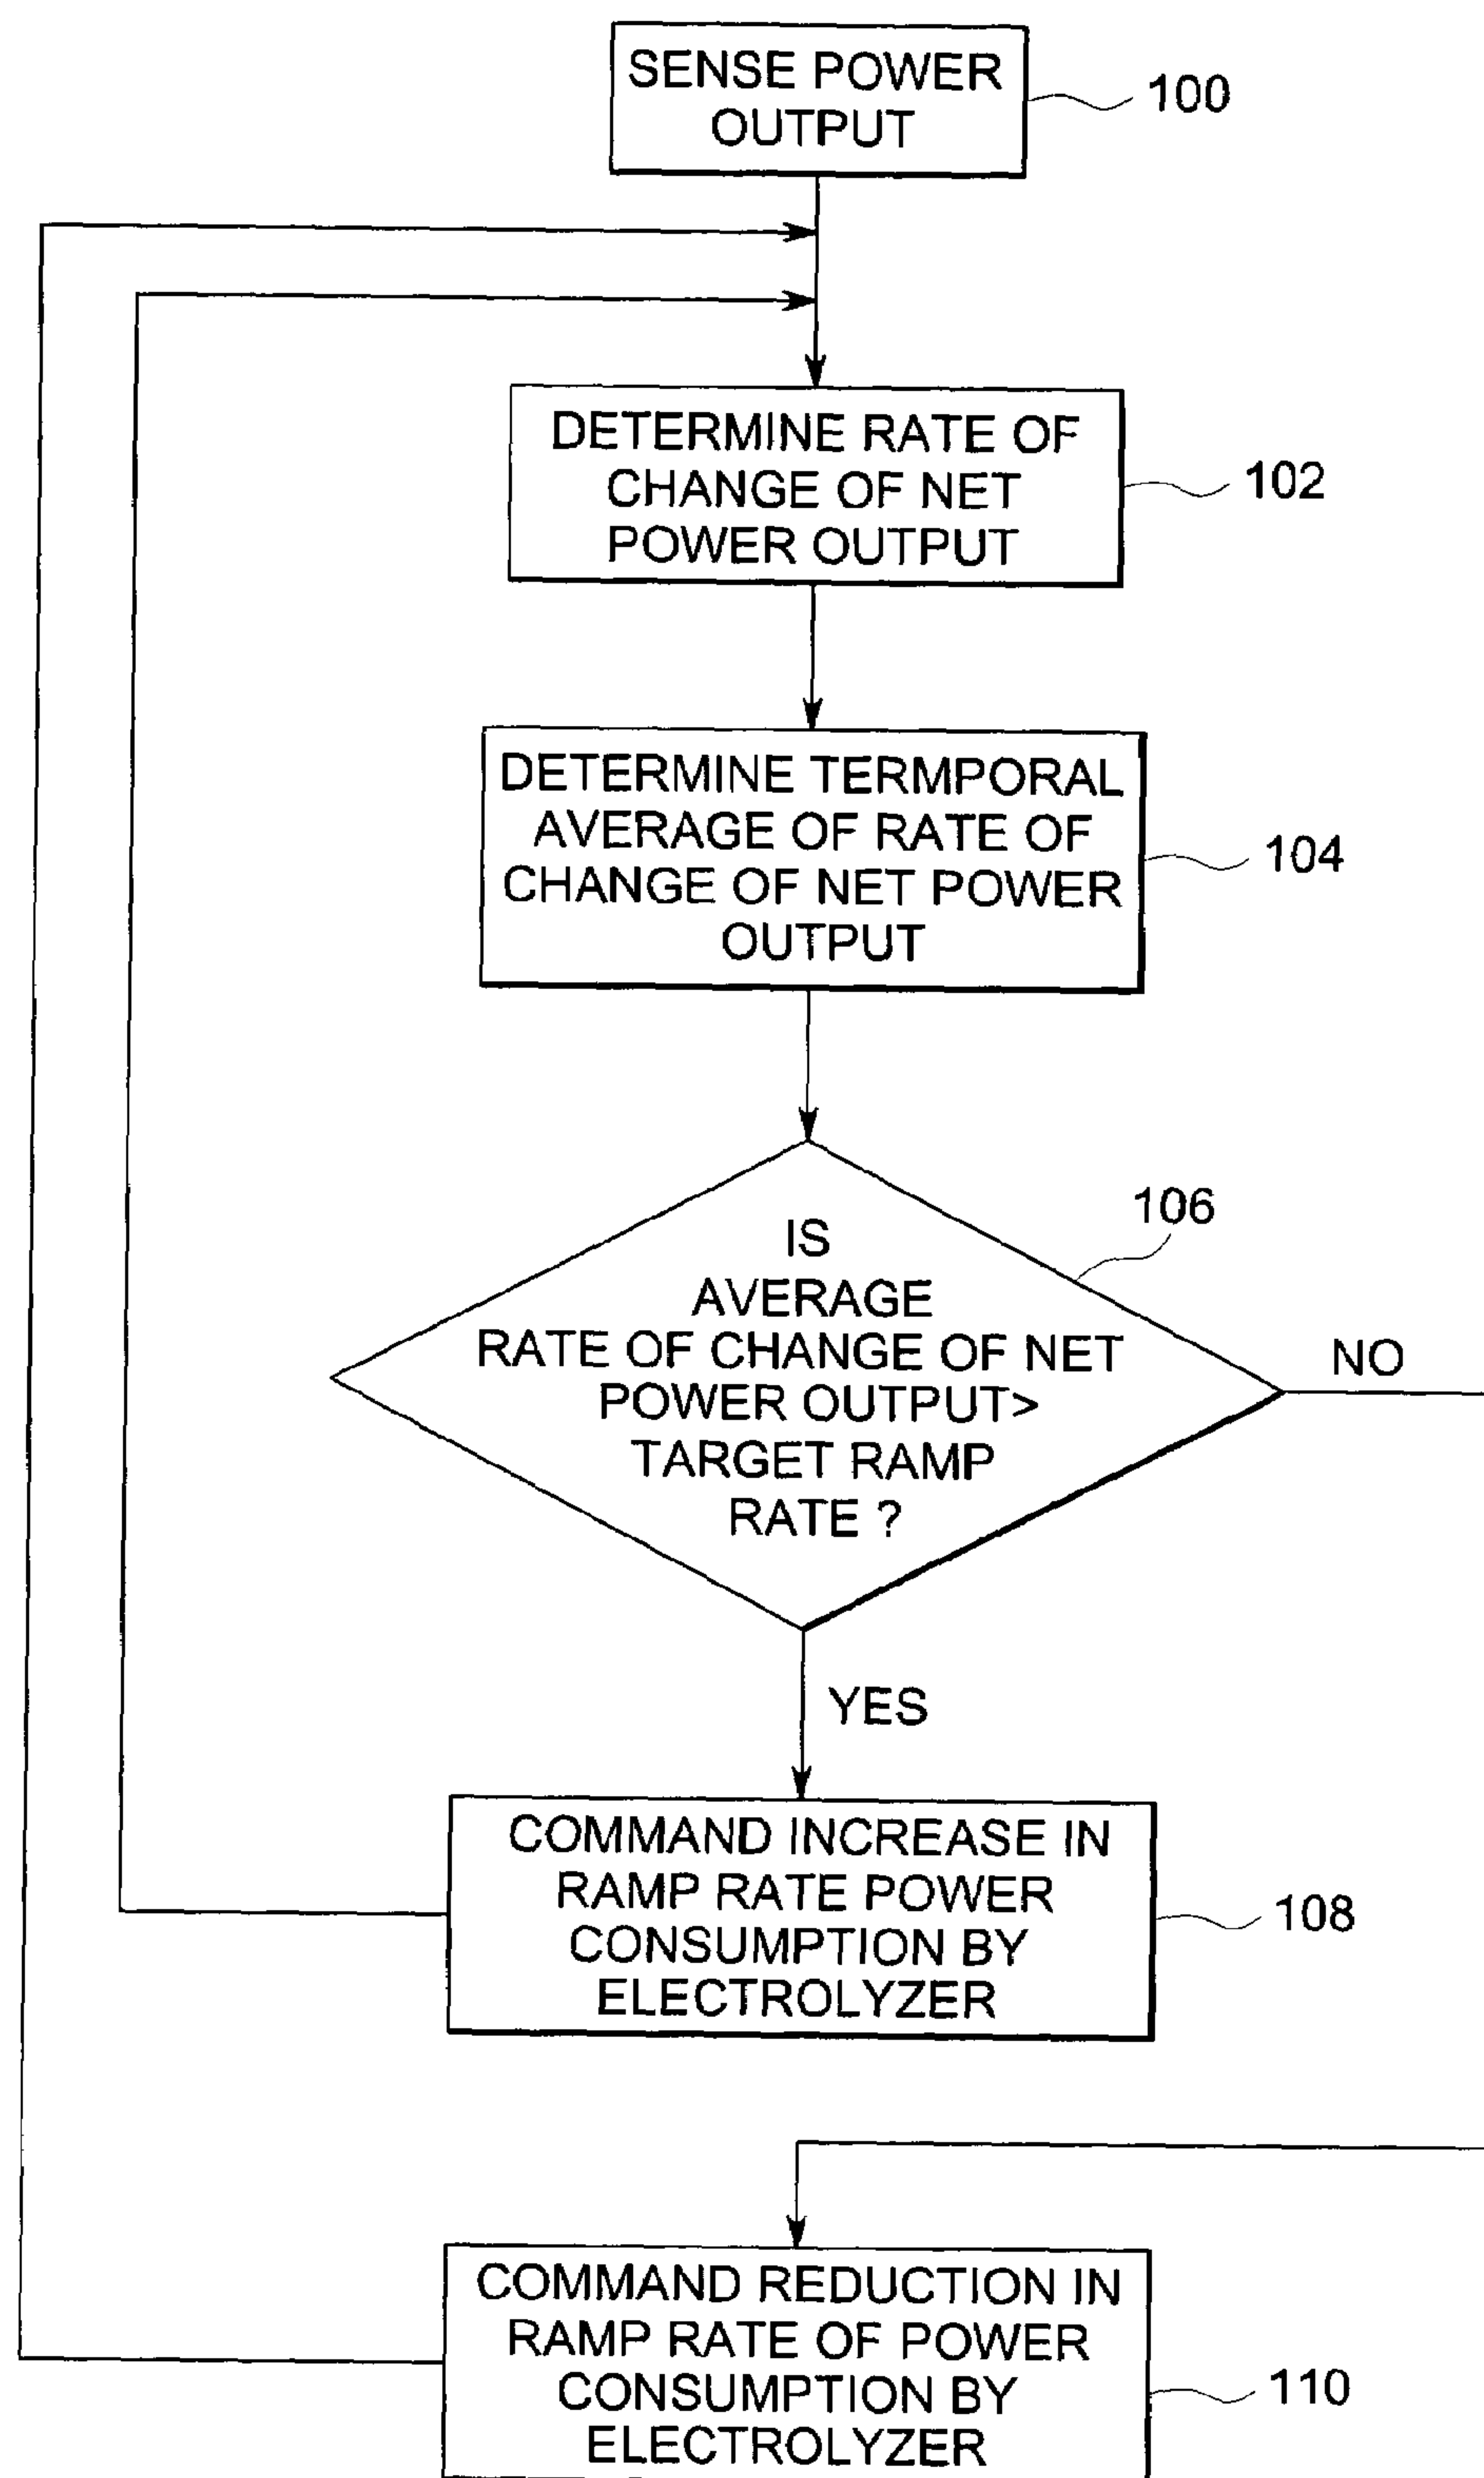 SENSE POWER
OUTPUT
100
DETERMINE RATE OF
CHANGE OF NET
POWER OUTPUT
102
DETERMINE TERMPORAL
AVERAGE OF RATE OF
CHANGE OF NET POWER
OUTPUT
104
106
IS
AVERAGE
RATE OF CHANGE OF NET
POWER OUTPUT>
TARGET RAMP
RATE ?
NO
YES
COMMAND INCREASE IN
RAMP RATE POWER
CONSUMPTION BY
ELECTROLYZER
108
COMMAND REDUCTION IN
RAMP RATE OF POWER
CONSUMPTION BY
ELECTROLYZER
110